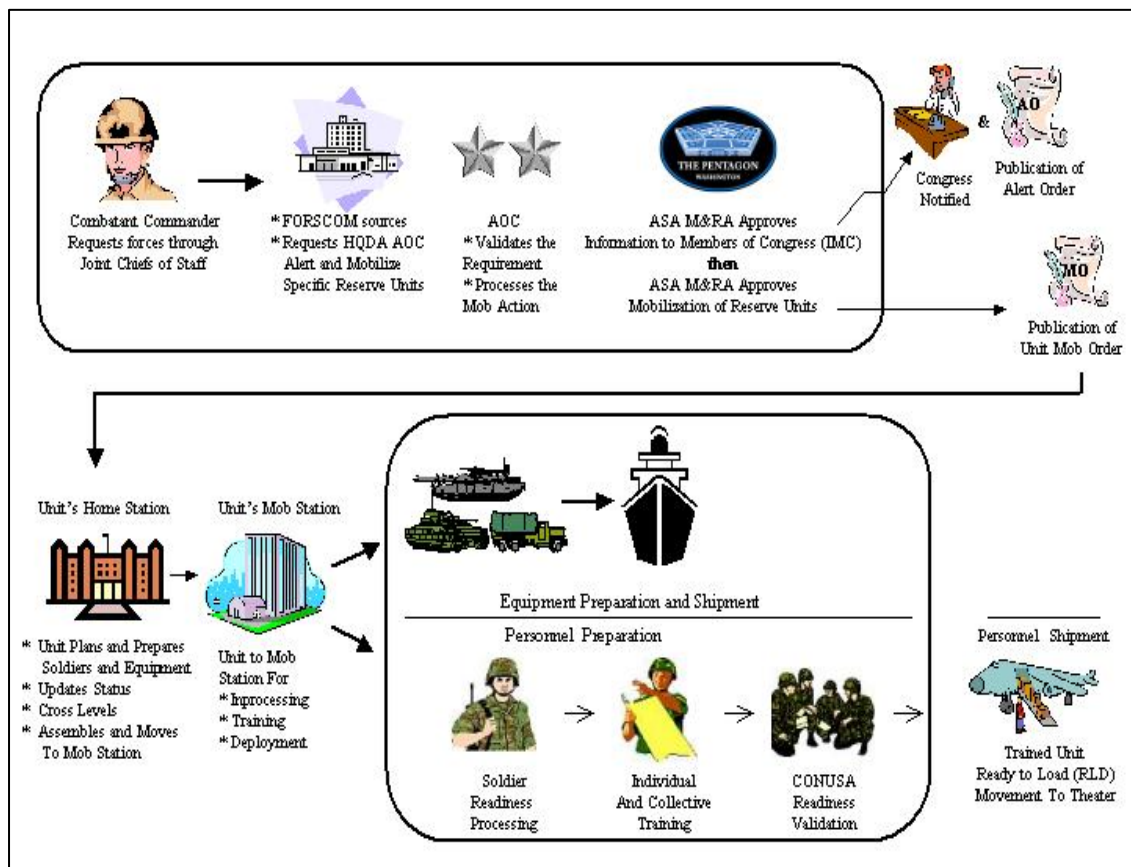 Combatant Commander
Requests forces through
Joint Chiefs of Staff
* FORSCOM sources
* Requests HQDA AOC
Alert and Mobilize
Specific Reserve Units
AOC
* Validates the
Requirement
* Processes the
Mob Action
THE PENTAGON
WASHINGTON
ASA M&RA Approves
Information to Members of Congress (IMC)
then
ASA M&RA Approves
Mobilization of Reserve Units
Congress
Notified
&
AO
Publication of
Alert Order
MO
Publication of
Unit Mob Order
Unit's Home Station
* Unit Plans and Prepares
Soldiers and Equipment
* Updates Status
* Cross Levels
* Assembles and Moves
To Mob Station
Unit's Mob Station
Unit to Mob
Station For
* Inprocessing
* Training
* Deployment
Equipment Preparation and Shipment
Personnel Preparation
Soldier
Readiness
Processing
Individual
And Collective
Training
CONUSA
Readiness
Validation
Personnel Shipment
Trained Unit
Ready to Load (RLD)
Movement To Theater